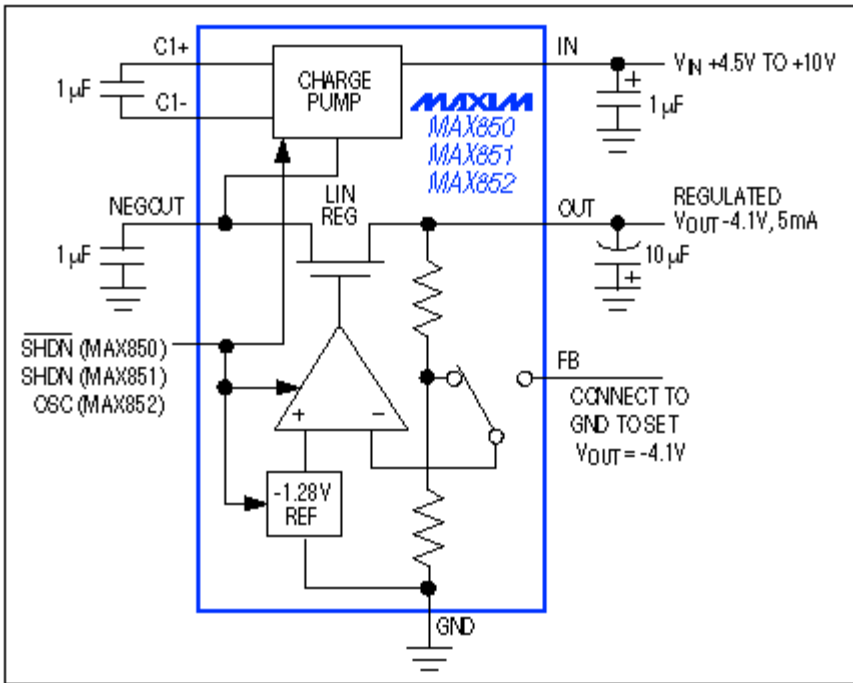 C1+
IN
CHARGE
PUMP
VIN +4.5V TO +10V
1 µF
C1-
+
1 µF
MAXIM
MAX850
MAX851
MAX852
NEGOUT
LIN
REG
OUT
REGULATED
VOUT -4.1V, 5mA
1 µF
10 µF
+
SHDN (MAX850)
SHDN (MAX851)
OSC (MAX852)
FB
CONNECT TO
GND TO SET
VOUT = -4.1V
+ −
-1.28V
REF
GND